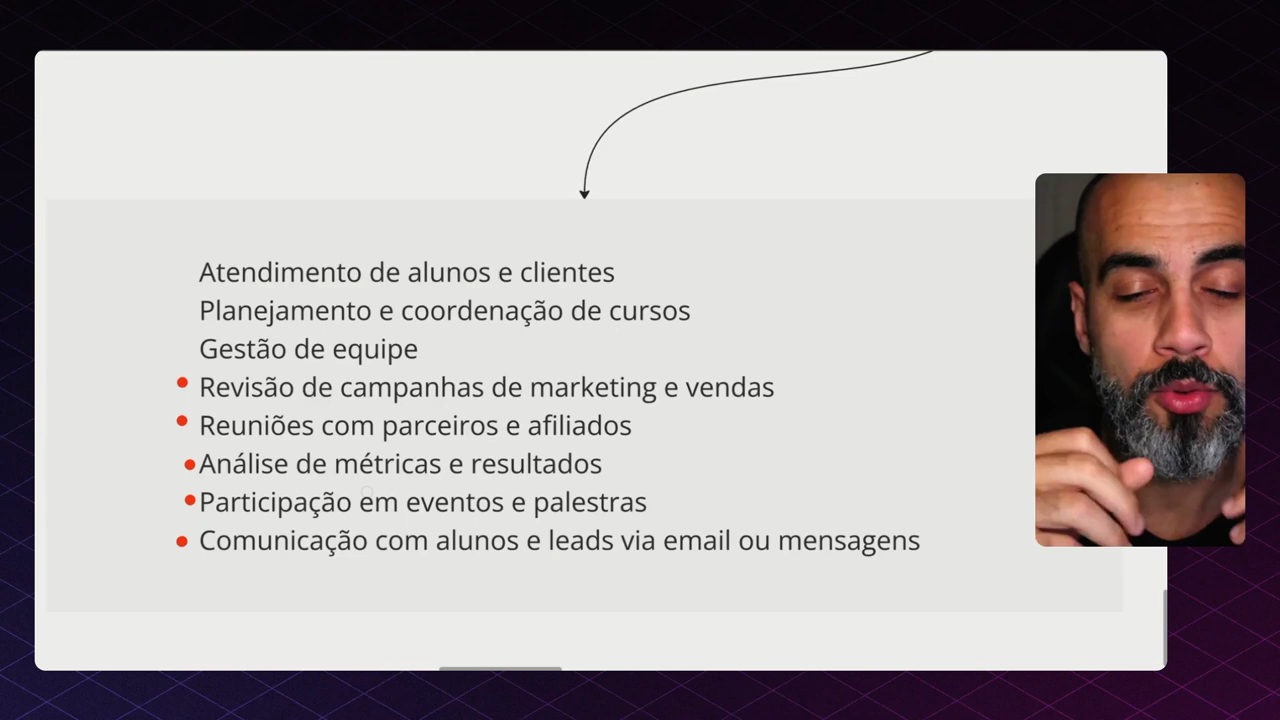 Atendimento de alunos e clientes
Planejamento e coordenação de cursos
Gestão de equipe
Revisão de campanhas de marketing e vendas
Reuniões com parceiros e afiliados
Análise de métricas e resultados
Participação em eventos e palestras
Comunicação com alunos e leads via email ou mensagens